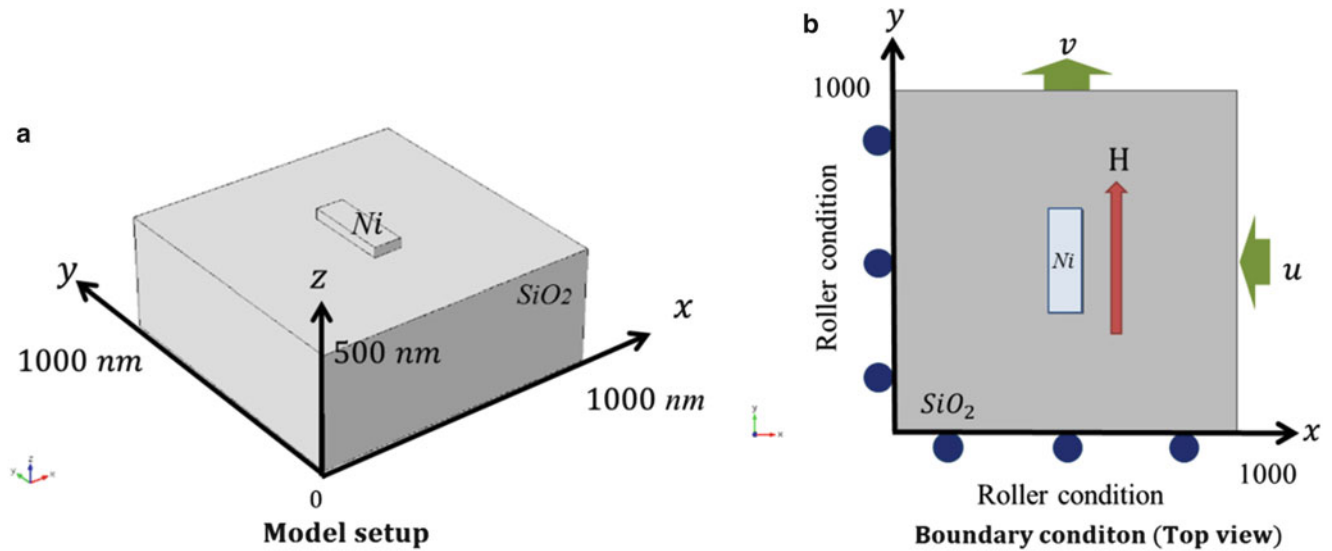 a
Ni
y
z
SiO2
x
1000 nm
500 nm
1000 nm
z
y
x
0
Model setup
b
y
v
1000
H
Roller condition
Ni
u
SiO2
x
1000
Roller condition
y
x
Boundary conditon (Top view)